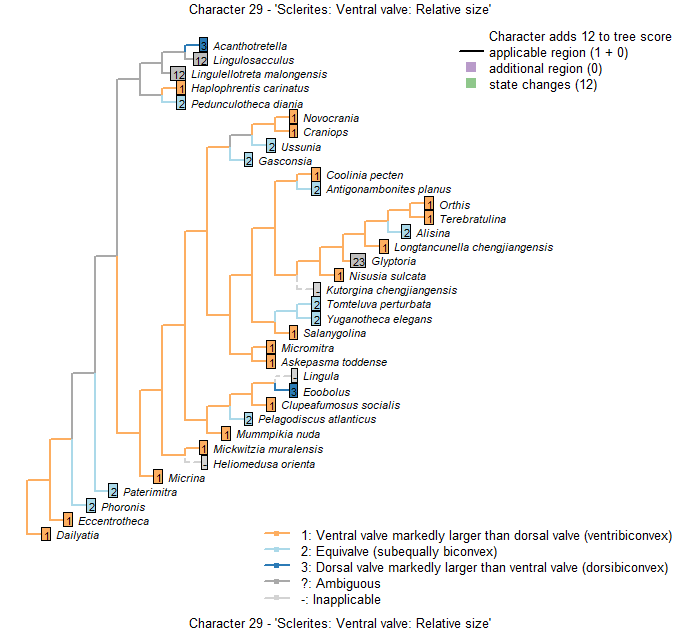 Character 29 - 'Sclerites: Ventral valve: Relative size'
Character adds 12 to tree score
applicable region (1 + 0)
additional region (0)
state changes (12)
3 Acanthotretella
12 Lingulosacculus
12 Lingulellotreta malongensis
1 Haplophrentis carinatus
2 Pedunculotheca diania
1 Novocrania
1 Craniops
2 Ussunia
2 Gasconsia
1 Coolinia pecten
2 Antigonambonites planus
1 Orthis
1 Terebratulina
2 Alisina
1 Longtancunella chengjiangensis
23 Glyptoria
1 Nisusia sulcata
- Kutorgina chengjiangensis
2 Tomteluva perturbata
2 Yuganotheca elegans
1 Salanygolina
1 Micromitra
1 Askepasma toddense
- Lingula
3 Eoobolus
1 Clupeafumosus socialis
2 Pelagodiscus atlanticus
1 Mummpikia nuda
1 Mickwitzia muralensis
- Heliomedusa orienta
1 Micrina
2 Paterimitra
2 Phoronis
1 Eccentrotheca
1 Dailyatia
1: Ventral valve markedly larger than dorsal valve (ventribiconvex)
2: Equivalve (subequally biconvex)
3: Dorsal valve markedly larger than ventral valve (dorsibiconvex)
?: Ambiguous
-: Inapplicable
Character 29 - 'Sclerites: Ventral valve: Relative size'